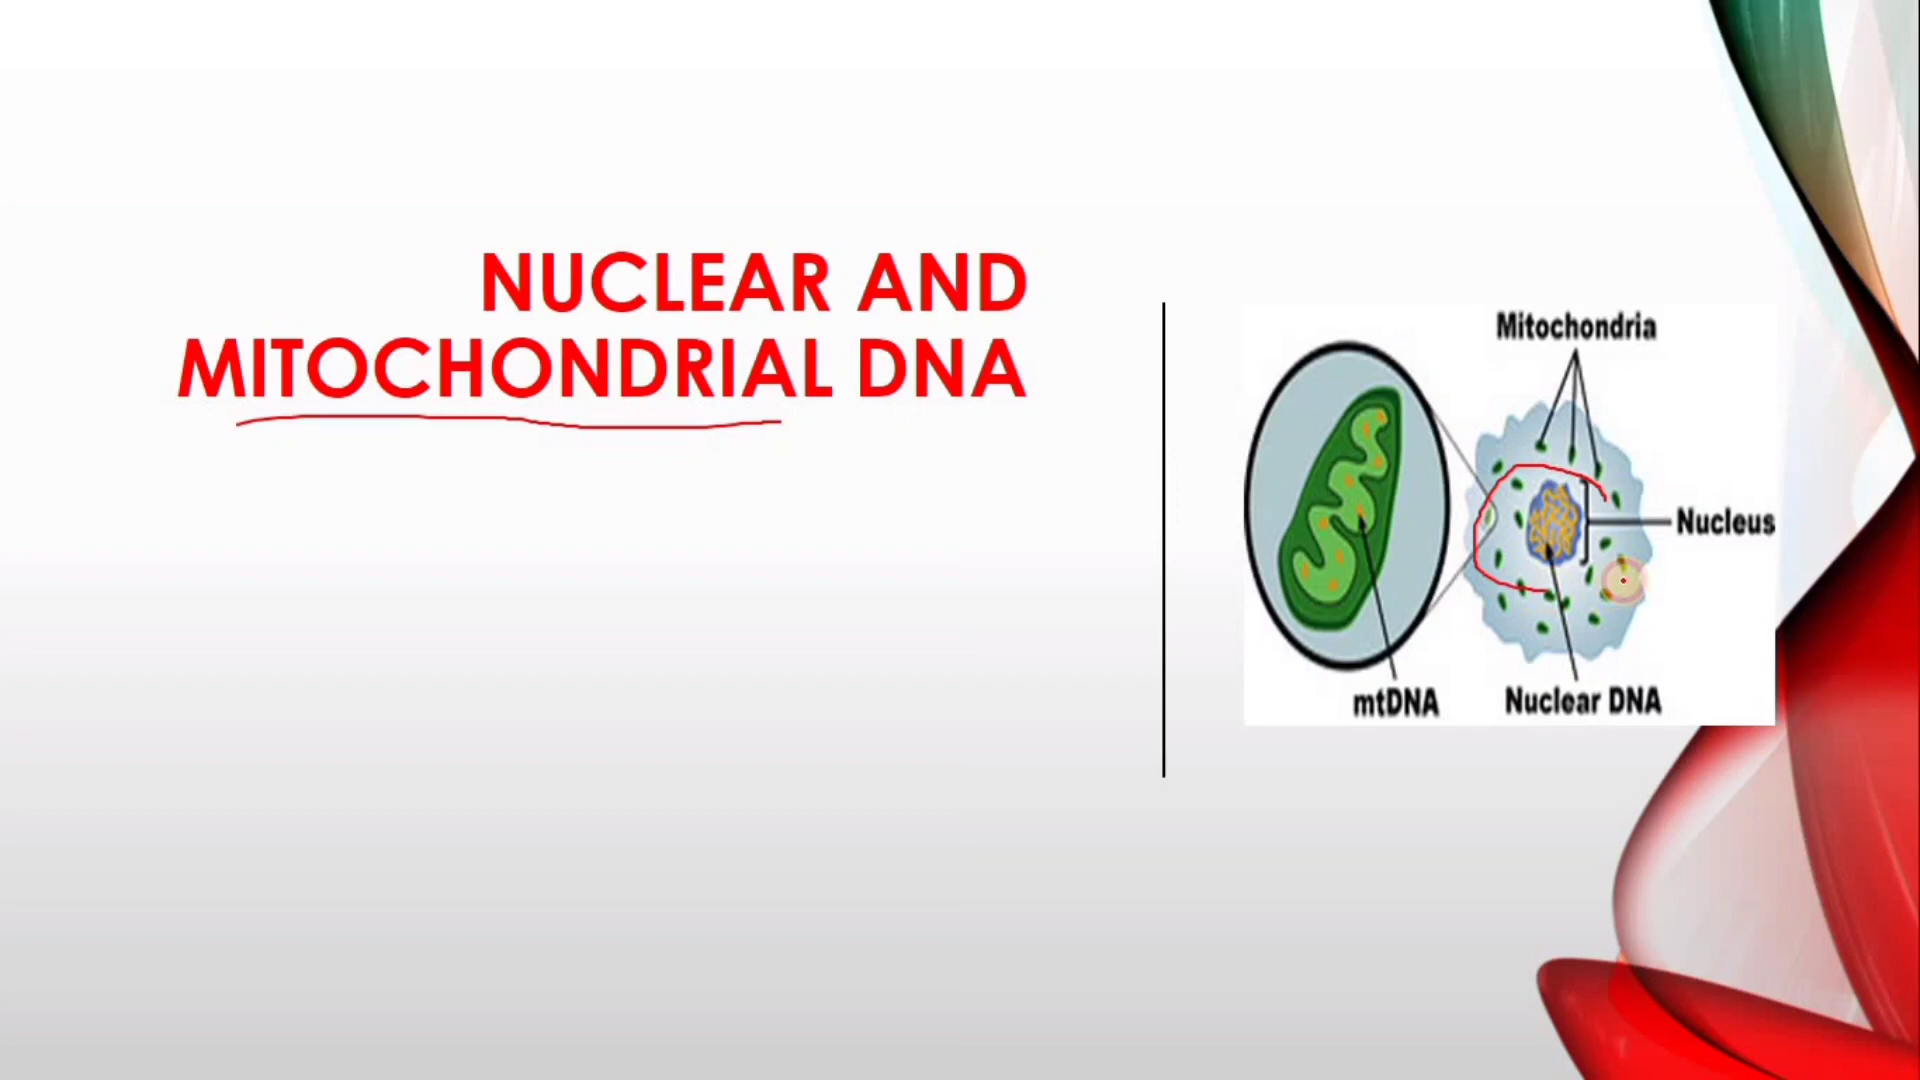 NUCLEAR AND
MITOCHONDRIAL DNA
Mitochondria
Nucleus
mtDNA
Nuclear DNA